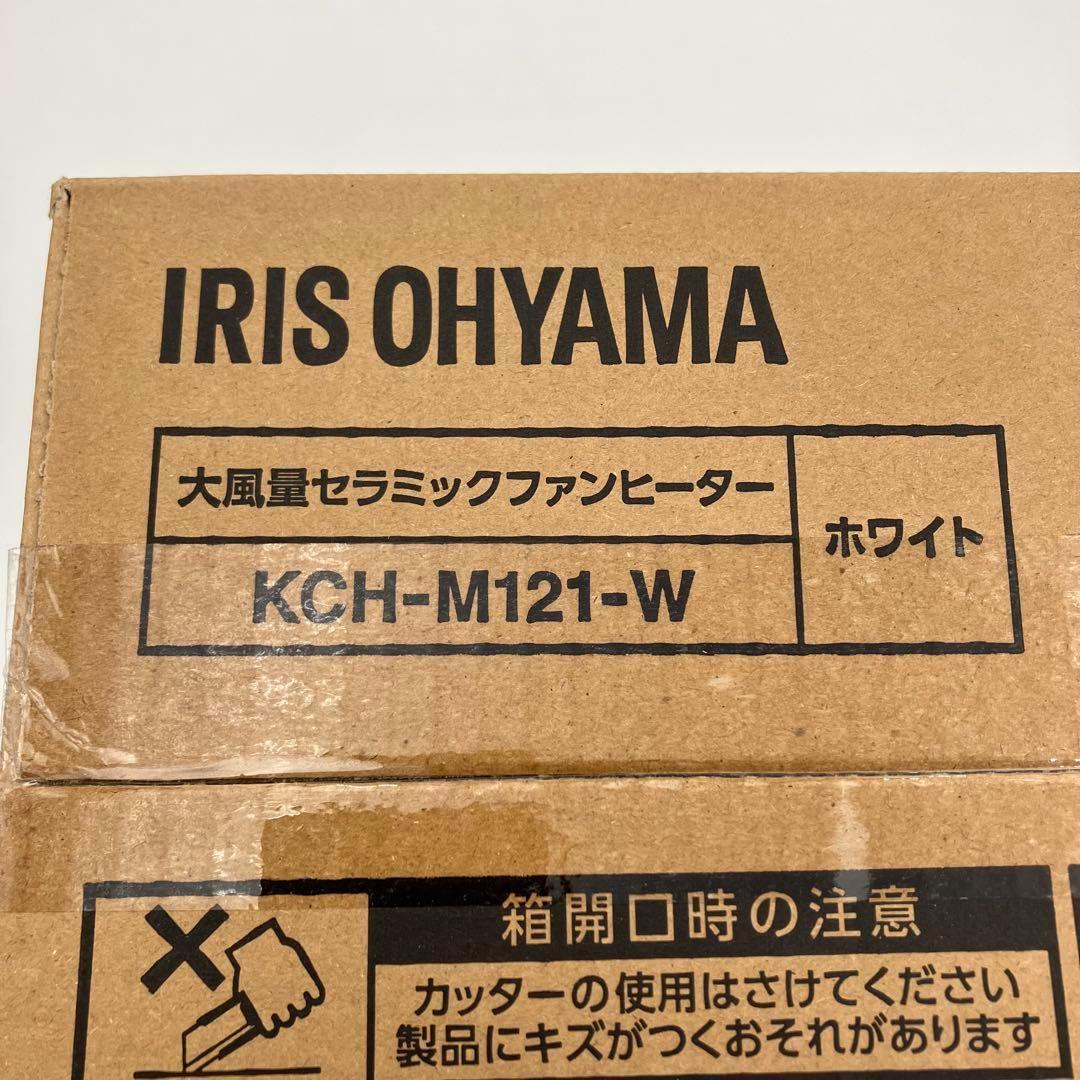 IRIS OHYAMA
大風量セラミックファンヒーター
ホワイト
KCH-M121-W
箱開口時の注意
カッターの使用はさけてください
製品にキズがつくおそれがあります